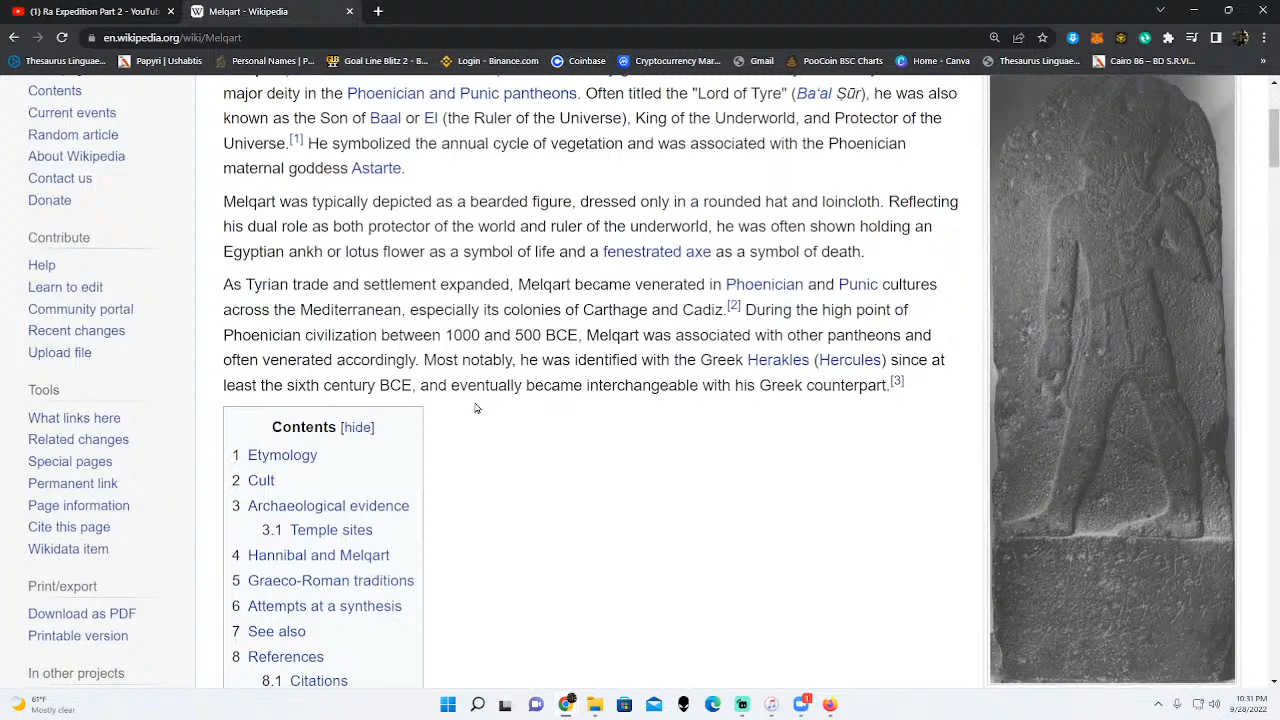 (1) Ra Expedition Part 2 - YouTub
Melqart - Wikipedia
en.wikipedia.org/wiki/Melqart
Thesaurus Lingua...
Papyri | Ushabtis
Personal Names | P...
Goal Line Club P2 - B...
Login - Blockonomi...
Coinbase
Cryptocurrency Mar...
Gmail
PooCoin BSC Chart...
Home - Canva
Thesaurus Lingue...
Cairo BE – BD S.R.VI...
Contents
Current events
Random article
About Wikipedia
Contact us
Donate
Contribute
Help
Learn to edit
Community portal
Recent changes
Upload file
Tools
What links here
Related changes
Special pages
Permanent link
Page information
Cite this page
Wikidata item
Print/export
Download as PDF
Printable version
In other projects
major deity in the Phoenician and Punic pantheons. Often titled the "Lord of Tyre" (Ba‘al Ṣūr), he was also
known as the Son of Baal or El (the Ruler of the Universe), King of the Underworld, and Protector of the
Universe.[1] He symbolized the annual cycle of vegetation and was associated with the Phoenician
maternal goddess Astarte.
Melqart was typically depicted as a bearded figure, dressed only in a rounded hat and loincloth. Reflecting
his dual role as both protector of the world and ruler of the underworld, he was often shown holding an
Egyptian ankh or lotus flower as a symbol of life and a fenestrated axe as a symbol of death.
As Tyrian trade and settlement expanded, Melqart became venerated in Phoenician and Punic cultures
across the Mediterranean, especially its colonies of Carthage and Cadiz.[2] During the high point of
Phoenician civilization between 1000 and 500 BCE, Melqart was associated with other pantheons and
often venerated accordingly. Most notably, he was identified with the Greek Herakles (Hercules) since at
least the sixth century BCE, and eventually became interchangeable with his Greek counterpart.[3]
Contents [hide]
1 Etymology
2 Cult
3 Archaeological evidence
3.1 Temple sites
4 Hannibal and Melqart
5 Graeco-Roman traditions
6 Attempts at a synthesis
7 See also
8 References
8.1 Citations
61°F
Mostly clear
10:31 PM
9/28/2022